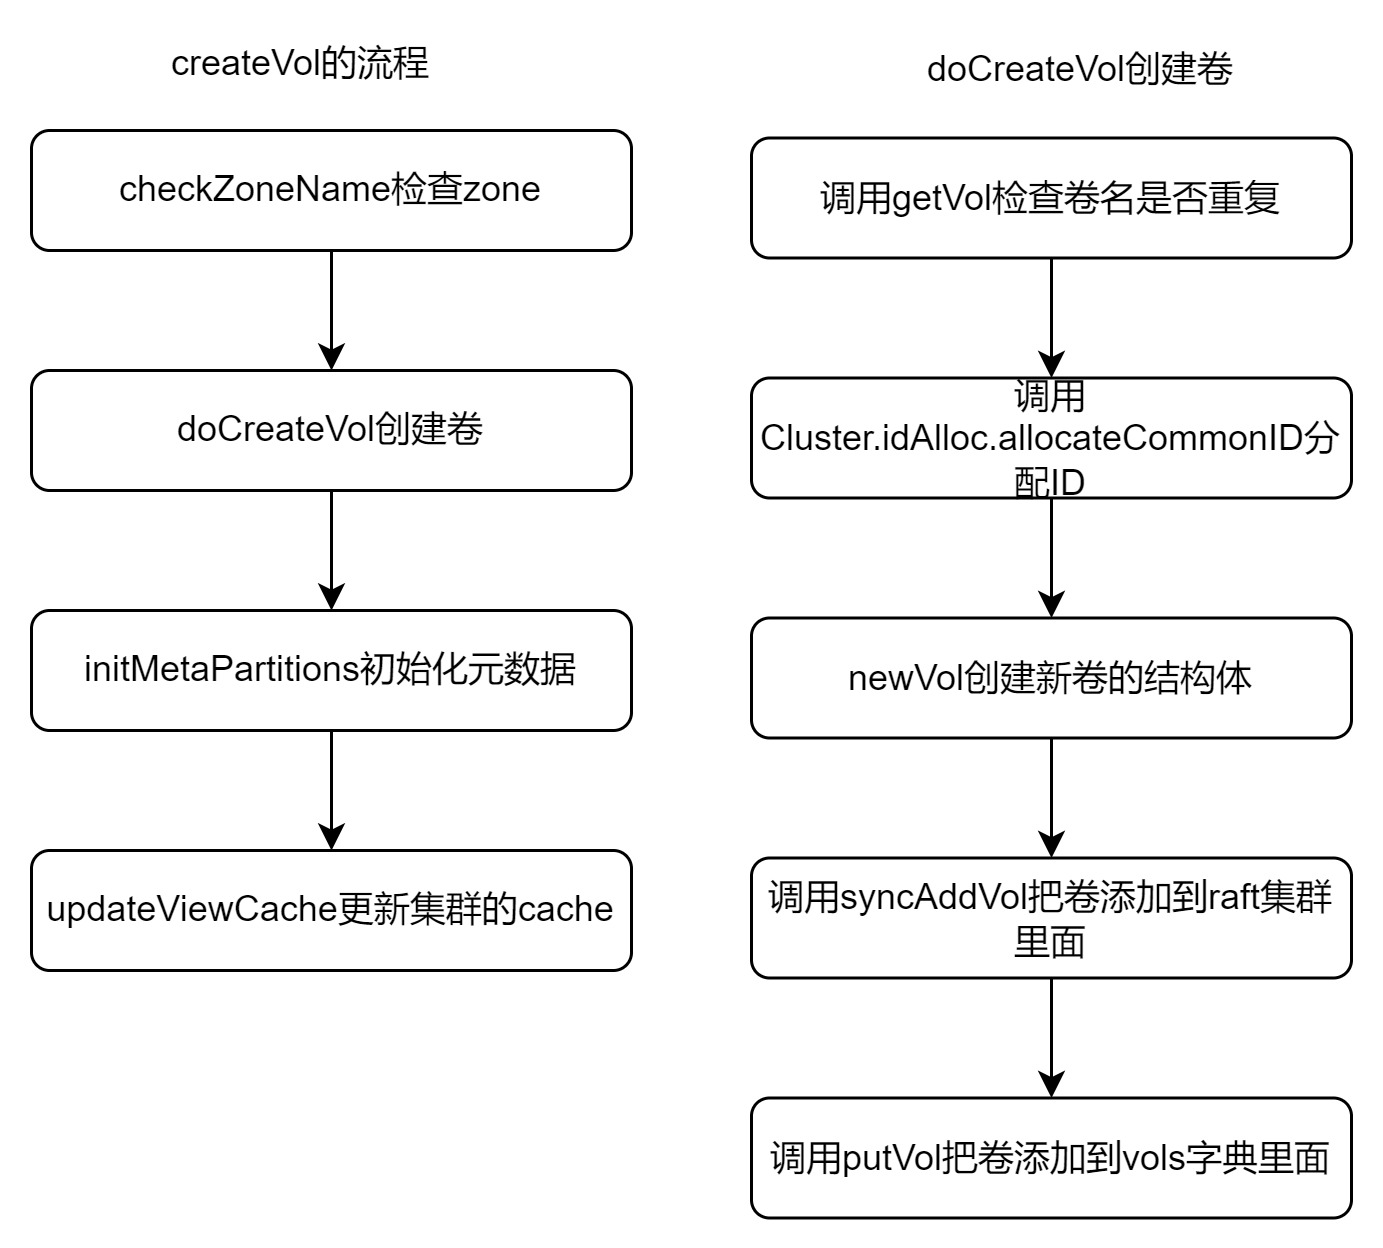 createVol的流程
checkZoneName检查zone
doCreateVol创建卷
initMetaPartitions初始化元数据
updateViewCache更新集群的cache
doCreateVol创建卷
调用getVol检查卷名是否重复
调用
Cluster.idAlloc.allocateCommonID分
配ID
newVol创建新卷的结构体
调用syncAddVol把卷添加到raft集群
里面
调用putVol把卷添加到vols字典里面